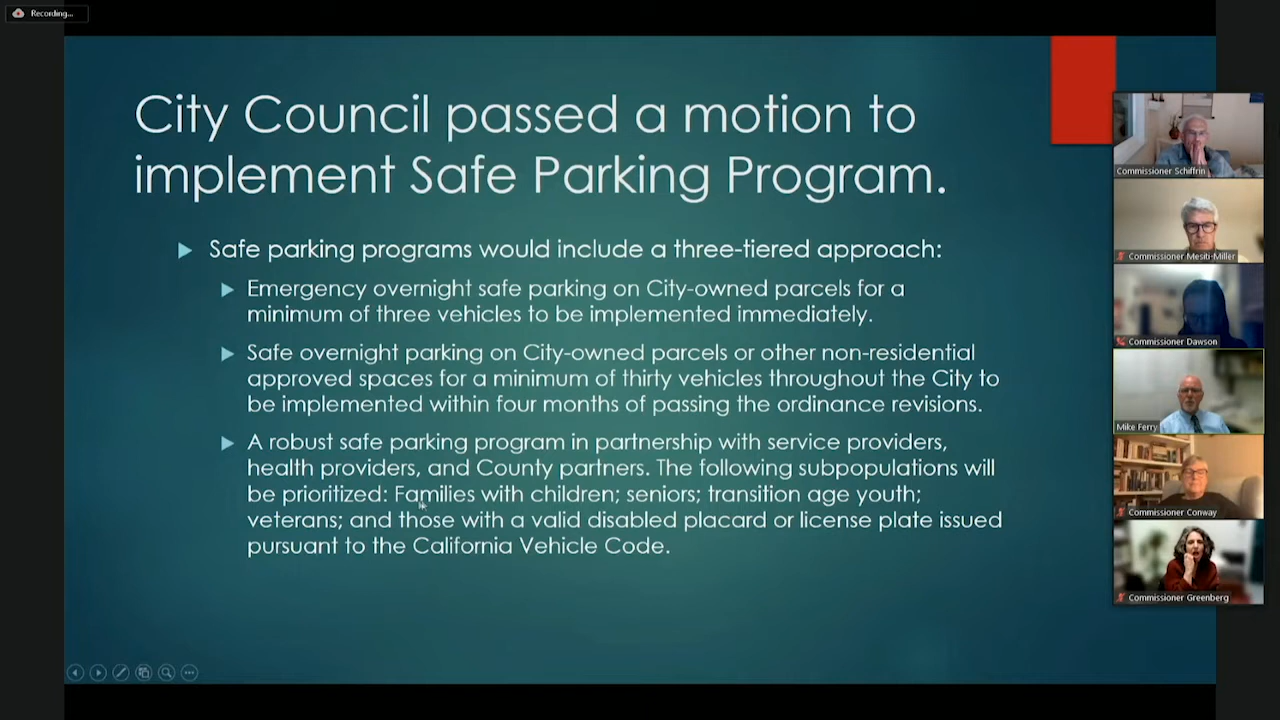 Recording...
City Council passed a motion to
implement Safe Parking Program.
Safe parking programs would include a three-tiered approach:
Emergency overnight safe parking on City-owned parcels for a
minimum of three vehicles to be implemented immediately.
Safe overnight parking on City-owned parcels or other non-residential
approved spaces for a minimum of thirty vehicles throughout the City to
be implemented within four months of passing the ordinance revisions.
A robust safe parking program in partnership with service providers,
health providers, and County partners. The following subpopulations will
be prioritized: Families with children; seniors; transition age youth;
veterans; and those with a valid disabled placard or license plate issued
pursuant to the California Vehicle Code.
Commissioner Schiffrin
Commissioner Mesiti-Miller
Commissioner Dawson
Mike Ferry
Commissioner Conway
Commissioner Greenberg